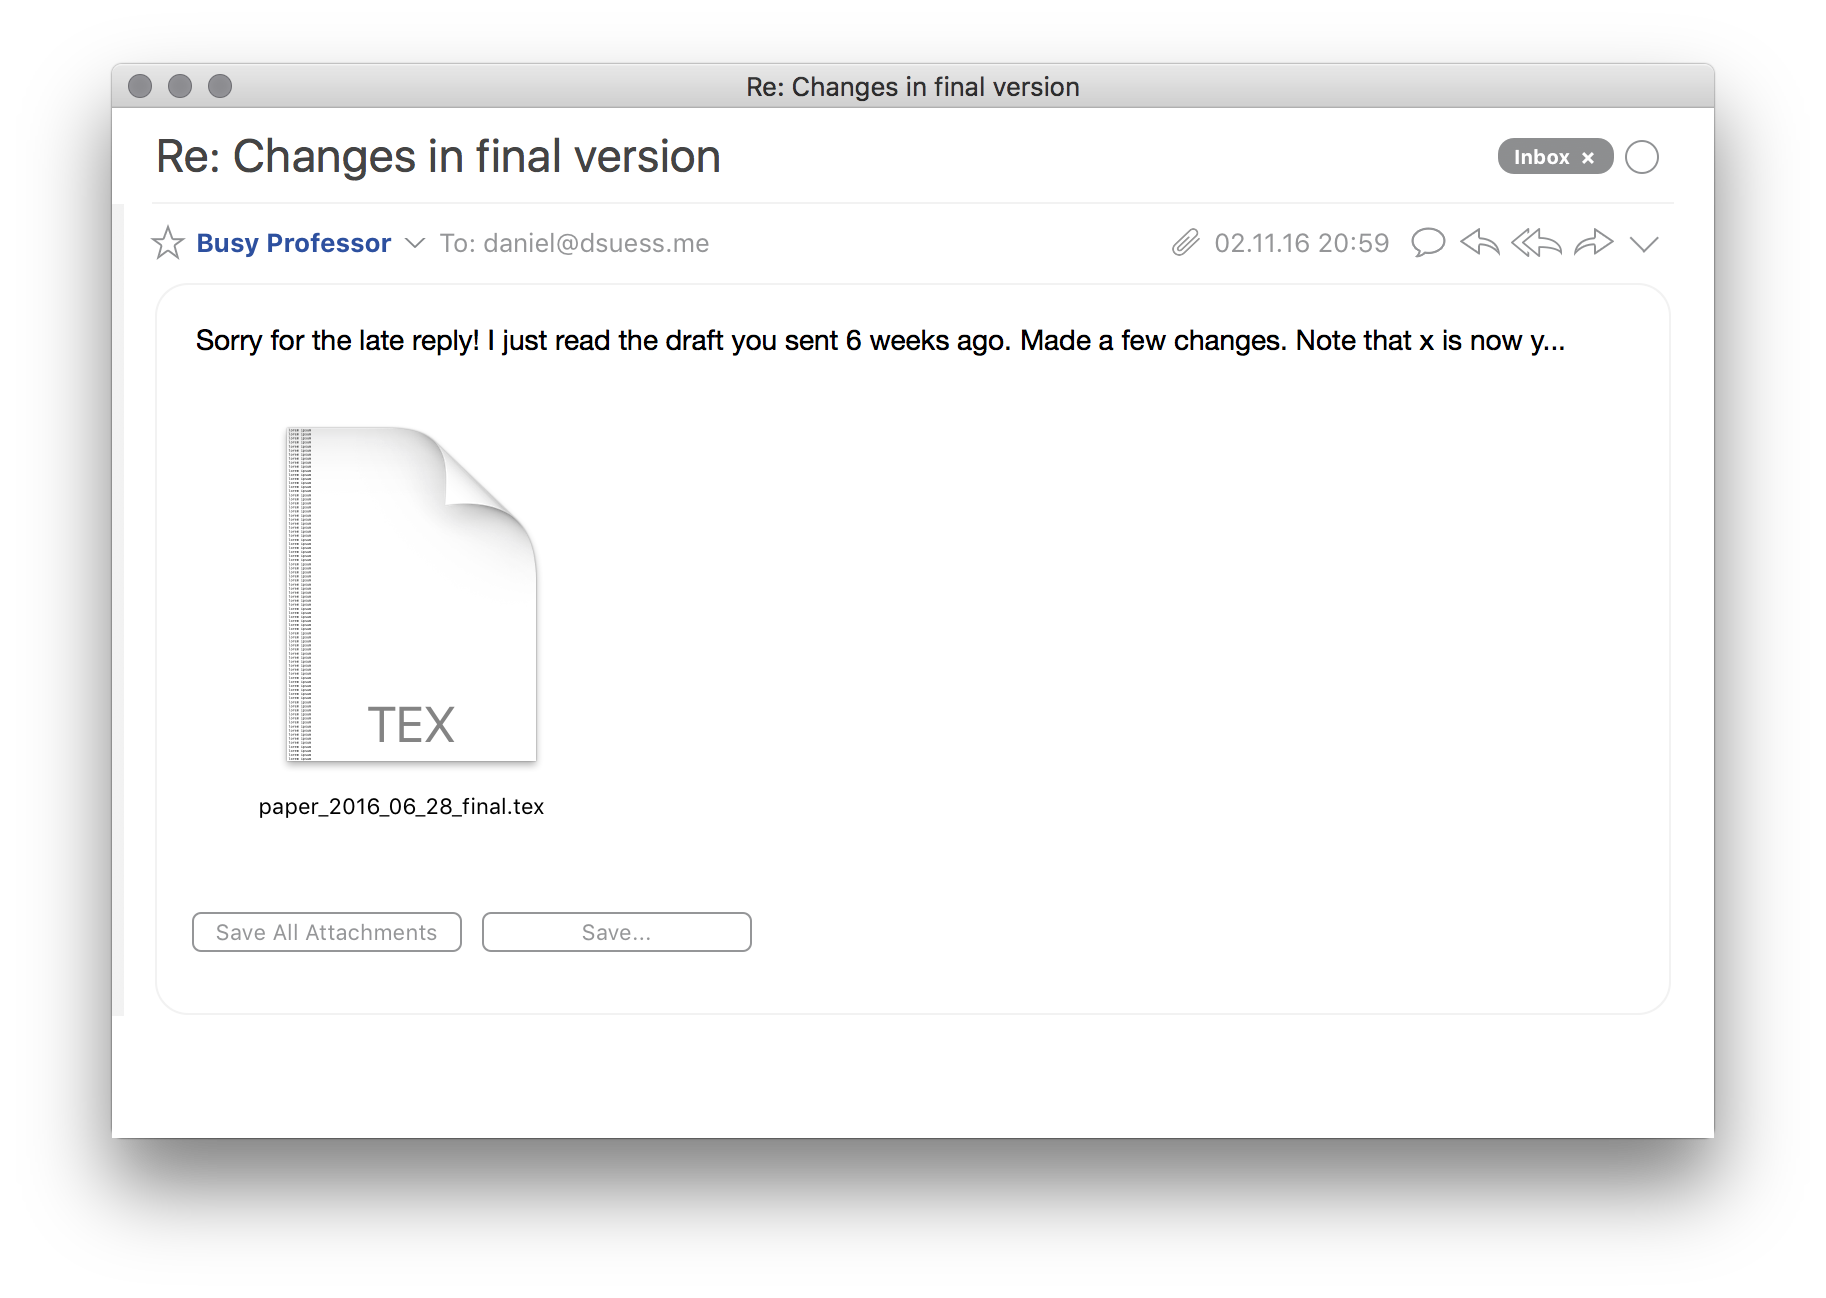 Re: Changes in final version
Re: Changes in final version
Inbox ×
Busy Professor To: daniel@dsuess.me 02.11.16 20:59
Sorry for the late reply! I just read the draft you sent 6 weeks ago. Made a few changes. Note that x is now y...
TEX
paper_2016_06_28_final.tex
Save All Attachments Save...